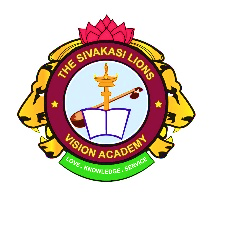 THE SIVAKASI LIONS
VISION ACADEMY
LOVE . KNOWLEDGE . SERVICE